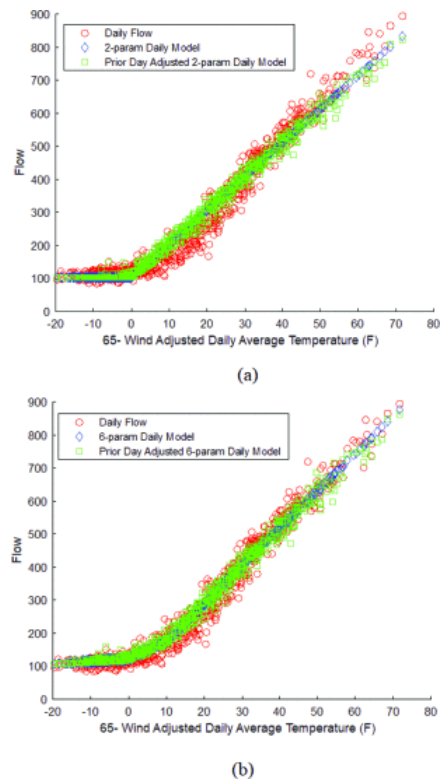 900
800
700
600
500
400
300
200
100
0
Flow
Daily Flow
2-param Daily Model
Prior Day Adjusted 2-param Daily Model
-20 -10 0 10 20 30 40 50 60 70 80
65- Wind Adjusted Daily Average Temperature (F)
(a)
900
800
700
600
500
400
300
200
100
0
Flow
Daily Flow
6-param Daily Model
Prior Day Adjusted 6-param Daily Model
-20 -10 0 10 20 30 40 50 60 70 80
65- Wind Adjusted Daily Average Temperature (F)
(b)